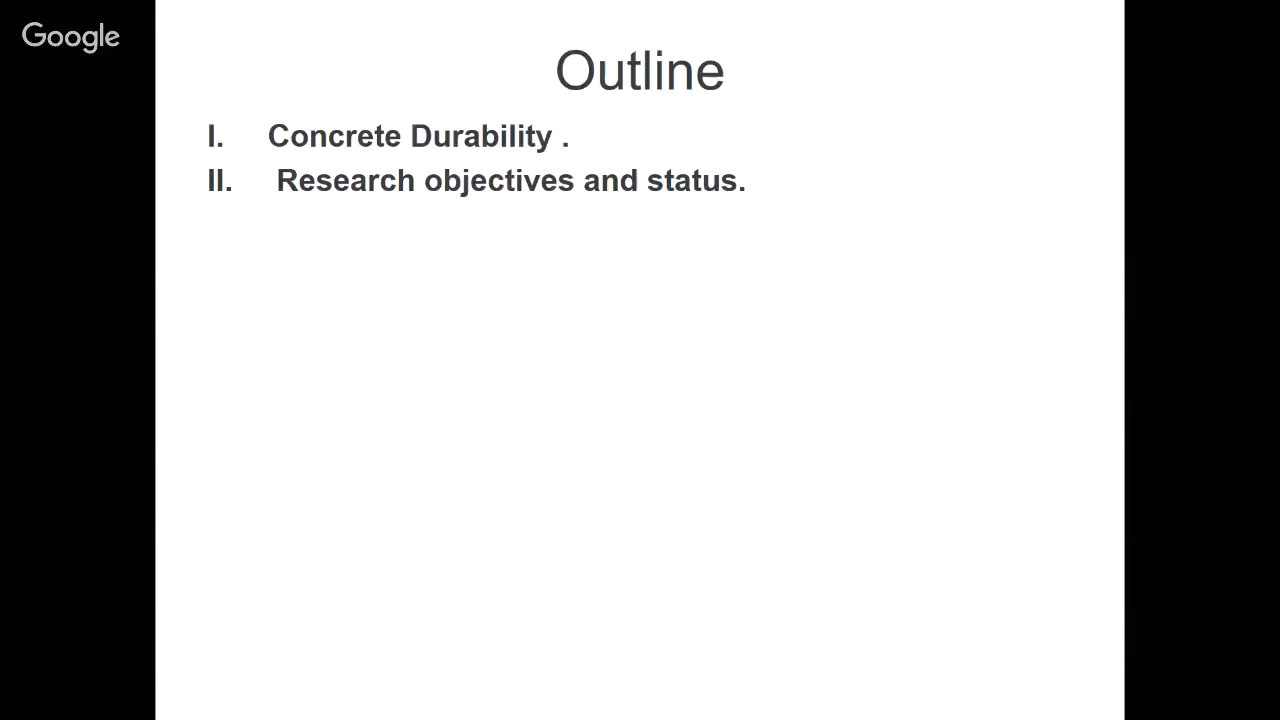 Google
Outline
I. Concrete Durability .
II. Research objectives and status.